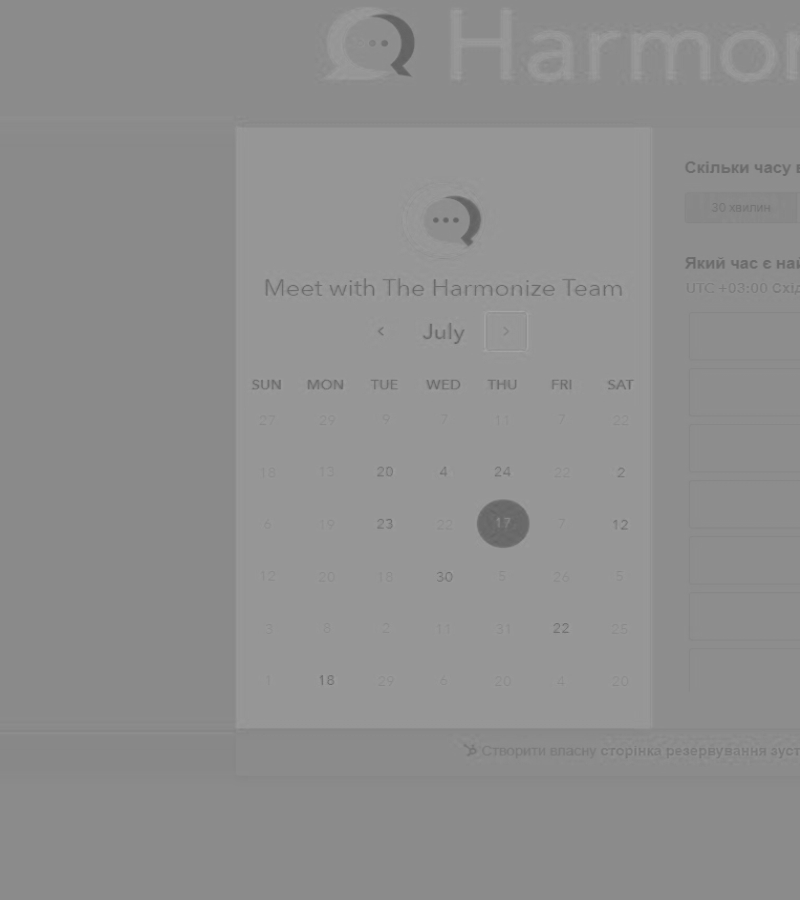 Harmon
Скільки часу в
30 хвилин
Meet with The Harmonize Team
Який час є най
UTC +03:00 Схід
July
SUN MON TUE WED THU FRI SAT
27 29 9 7 11 7 22
18 13 20 4 24 22 2
6 19 23 22 17 7 12
12 20 18 30 5 26 5
3 8 2 11 31 22 25
1 18 29 6 20 4 20
Створити власну сторінка резервування зуст